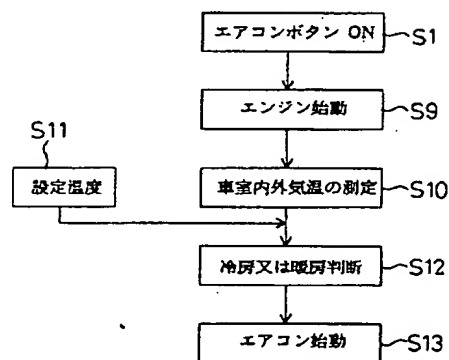 エアコンボタン ON
S1
エンジン始動
S9
S11
設定温度
車室内外気温の測定
S10
冷房又は暖房判断
S12
エアコン始動
S13